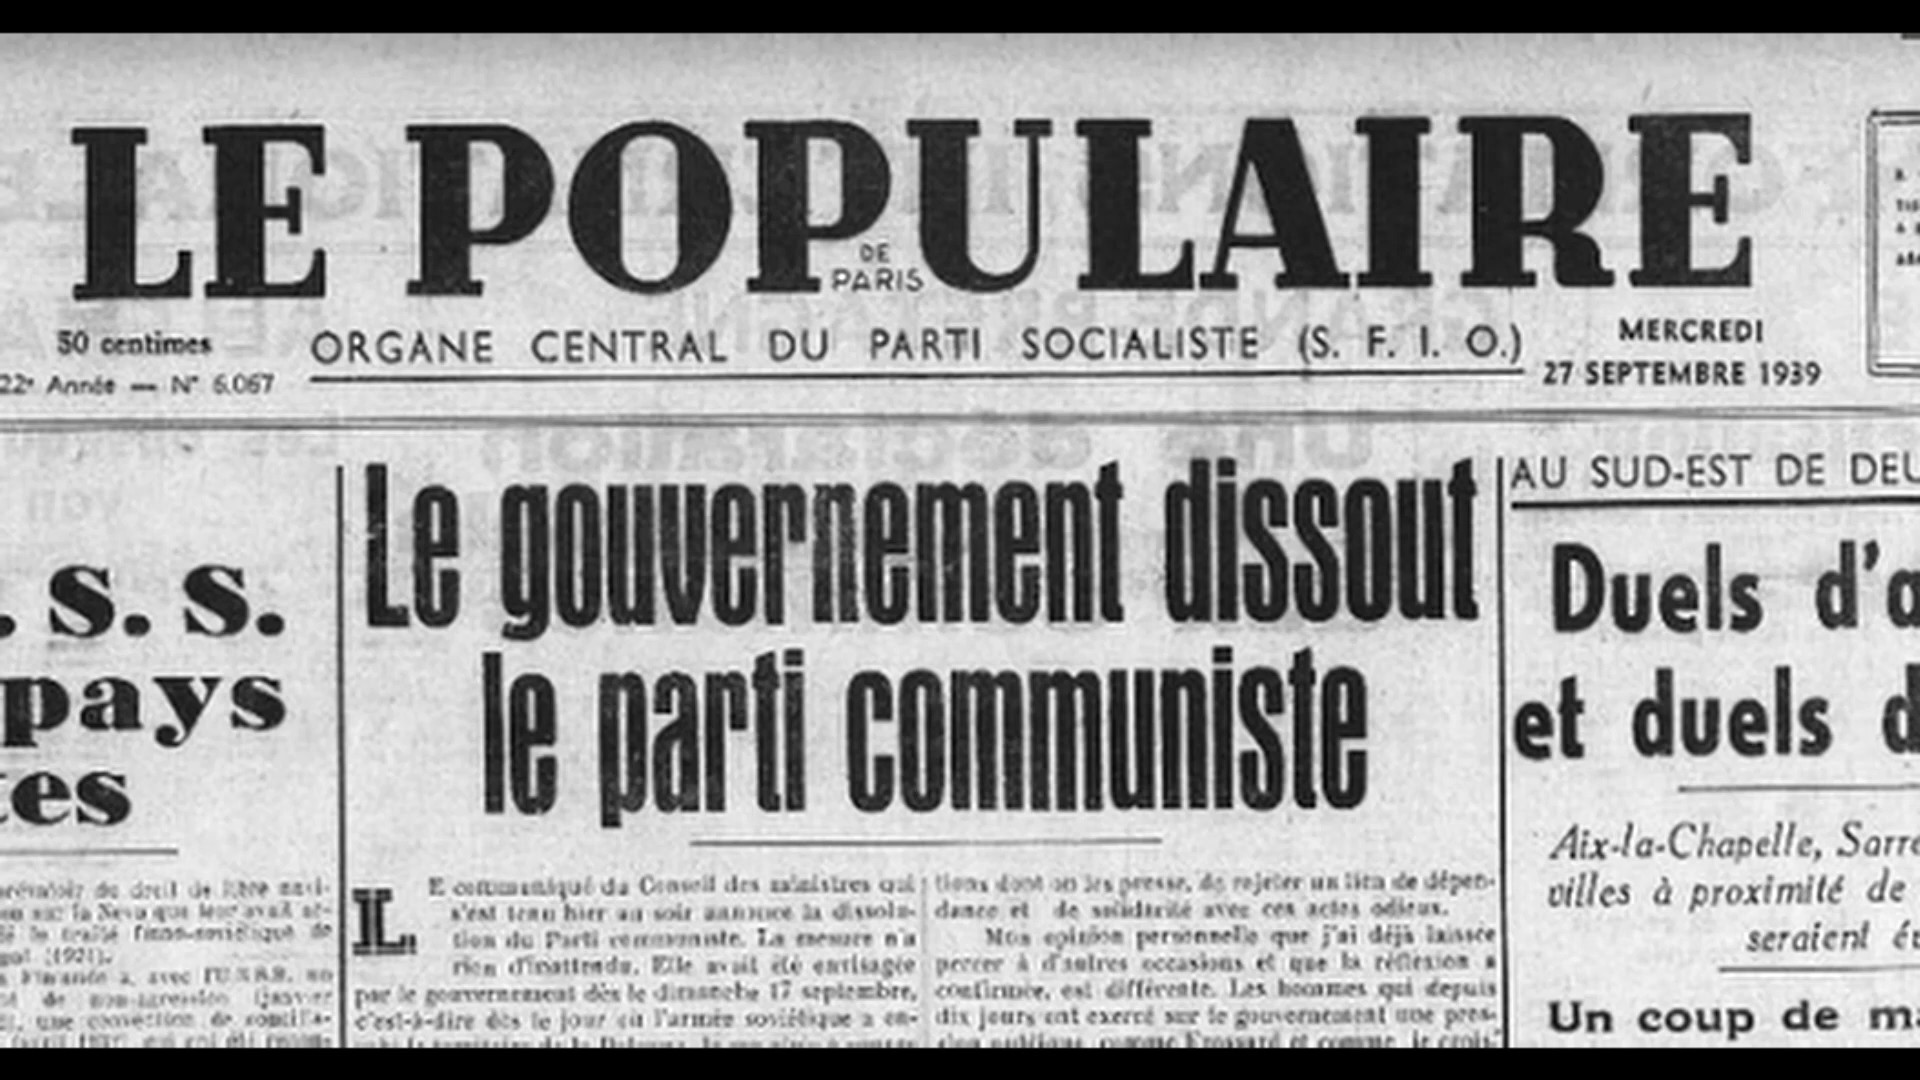 LE POPULAIRE
DE
PARIS
50 centimes
22e Année — N° 6.067
ORGANE CENTRAL DU PARTI SOCIALISTE (S. F. I. O.)
MERCREDI
27 SEPTEMBRE 1939
. S. S.
pays
tes
Le gouvernement dissout
le parti communiste
LE communiqué du Conseil des ministres qui
s'est tenu hier au soir annonce la dissolu-
tion du Parti communiste. La mesure n'a
rien d'inattendu. Elle avait été envisagée
par le gouvernement dès le dimanche 17 septembre,
c'est-à-dire dès le jour où l'armée soviétique a en-
tions dont on les presse, de rejeter un lien de dépen-
dance et de solidarité avec ces actes odieux.
Mon opinion personnelle que j'ai déjà laissée
percer à d'autres occasions et que la réflexion a
confirmée, est différente. Les hommes qui depuis
dix jours ont exercé sur le gouvernement une pres-
AU SUD-EST DE DEU
Duels d'a
et duels d
Aix-la-Chapelle, Sarre
villes à proximité de
seraient év
Un coup de ma